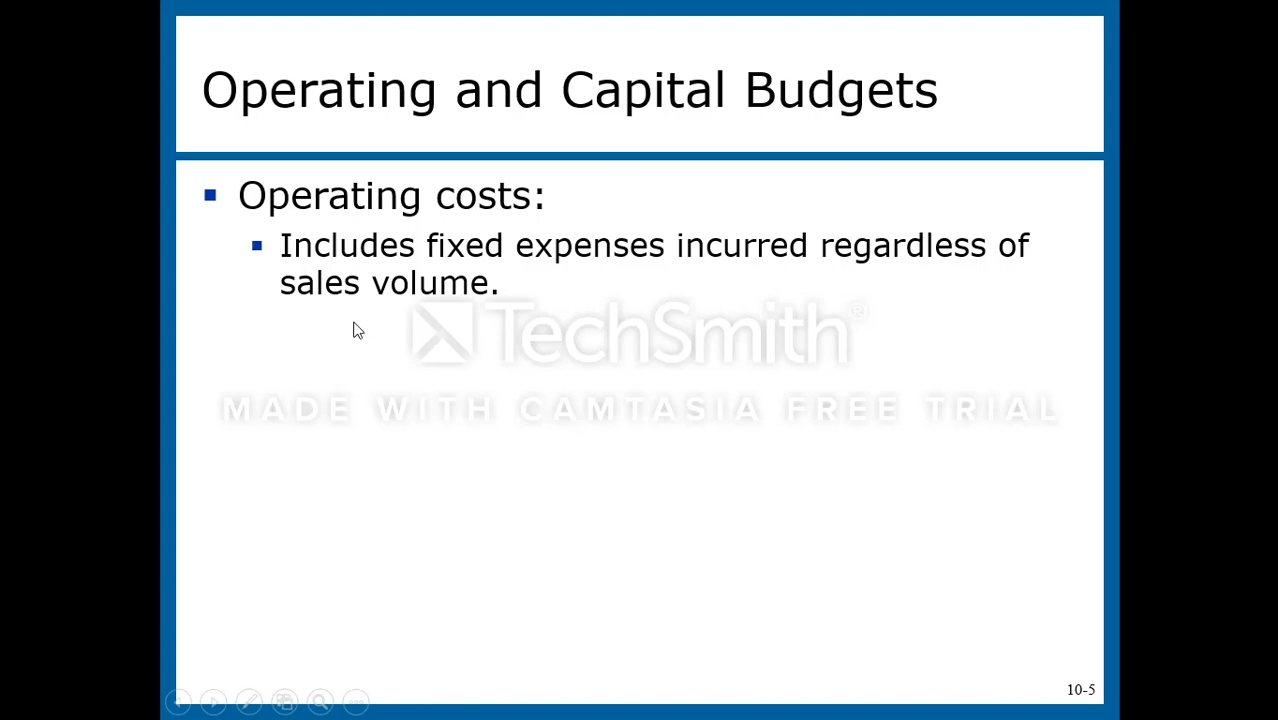 Operating and Capital Budgets
Operating costs:
Includes fixed expenses incurred regardless of
sales volume.
TechSmith®
MADE WITH CAMTASIA FREE TRIAL
10-5